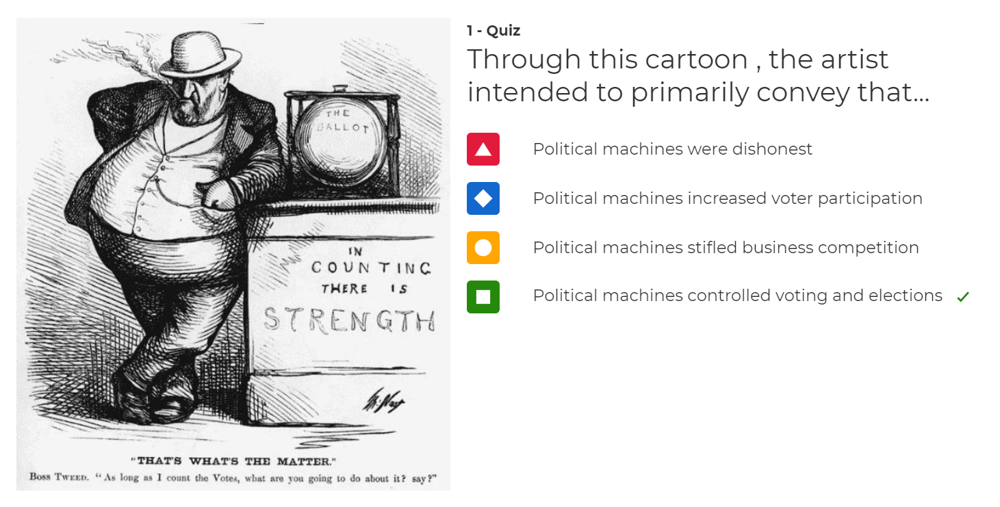 THE
BALLOT
IN
COUNTING
THERE IS
STRENGTH
Th: Nast
"THAT'S WHAT'S THE MATTER."
Boss Tweed. "As long as I count the Votes, what are you going to do about it? say?"
1 - Quiz
Through this cartoon , the artist
intended to primarily convey that...
Political machines were dishonest
Political machines increased voter participation
Political machines stifled business competition
Political machines controlled voting and elections